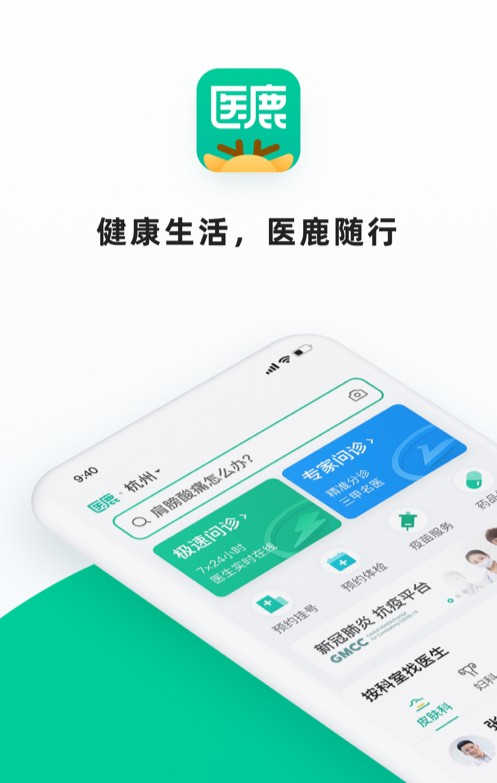 医鹿
健康生活，医鹿随行
9:40
医鹿 杭州
肩膀酸痛怎么办?
极速问诊
7×24小时
医生实时在线
专家问诊
精准分诊
三甲名医
预约挂号
预约体检
疫苗服务
药品
新冠肺炎 抗疫平台
GMCC
按科室找医生
皮肤科
妇科
张